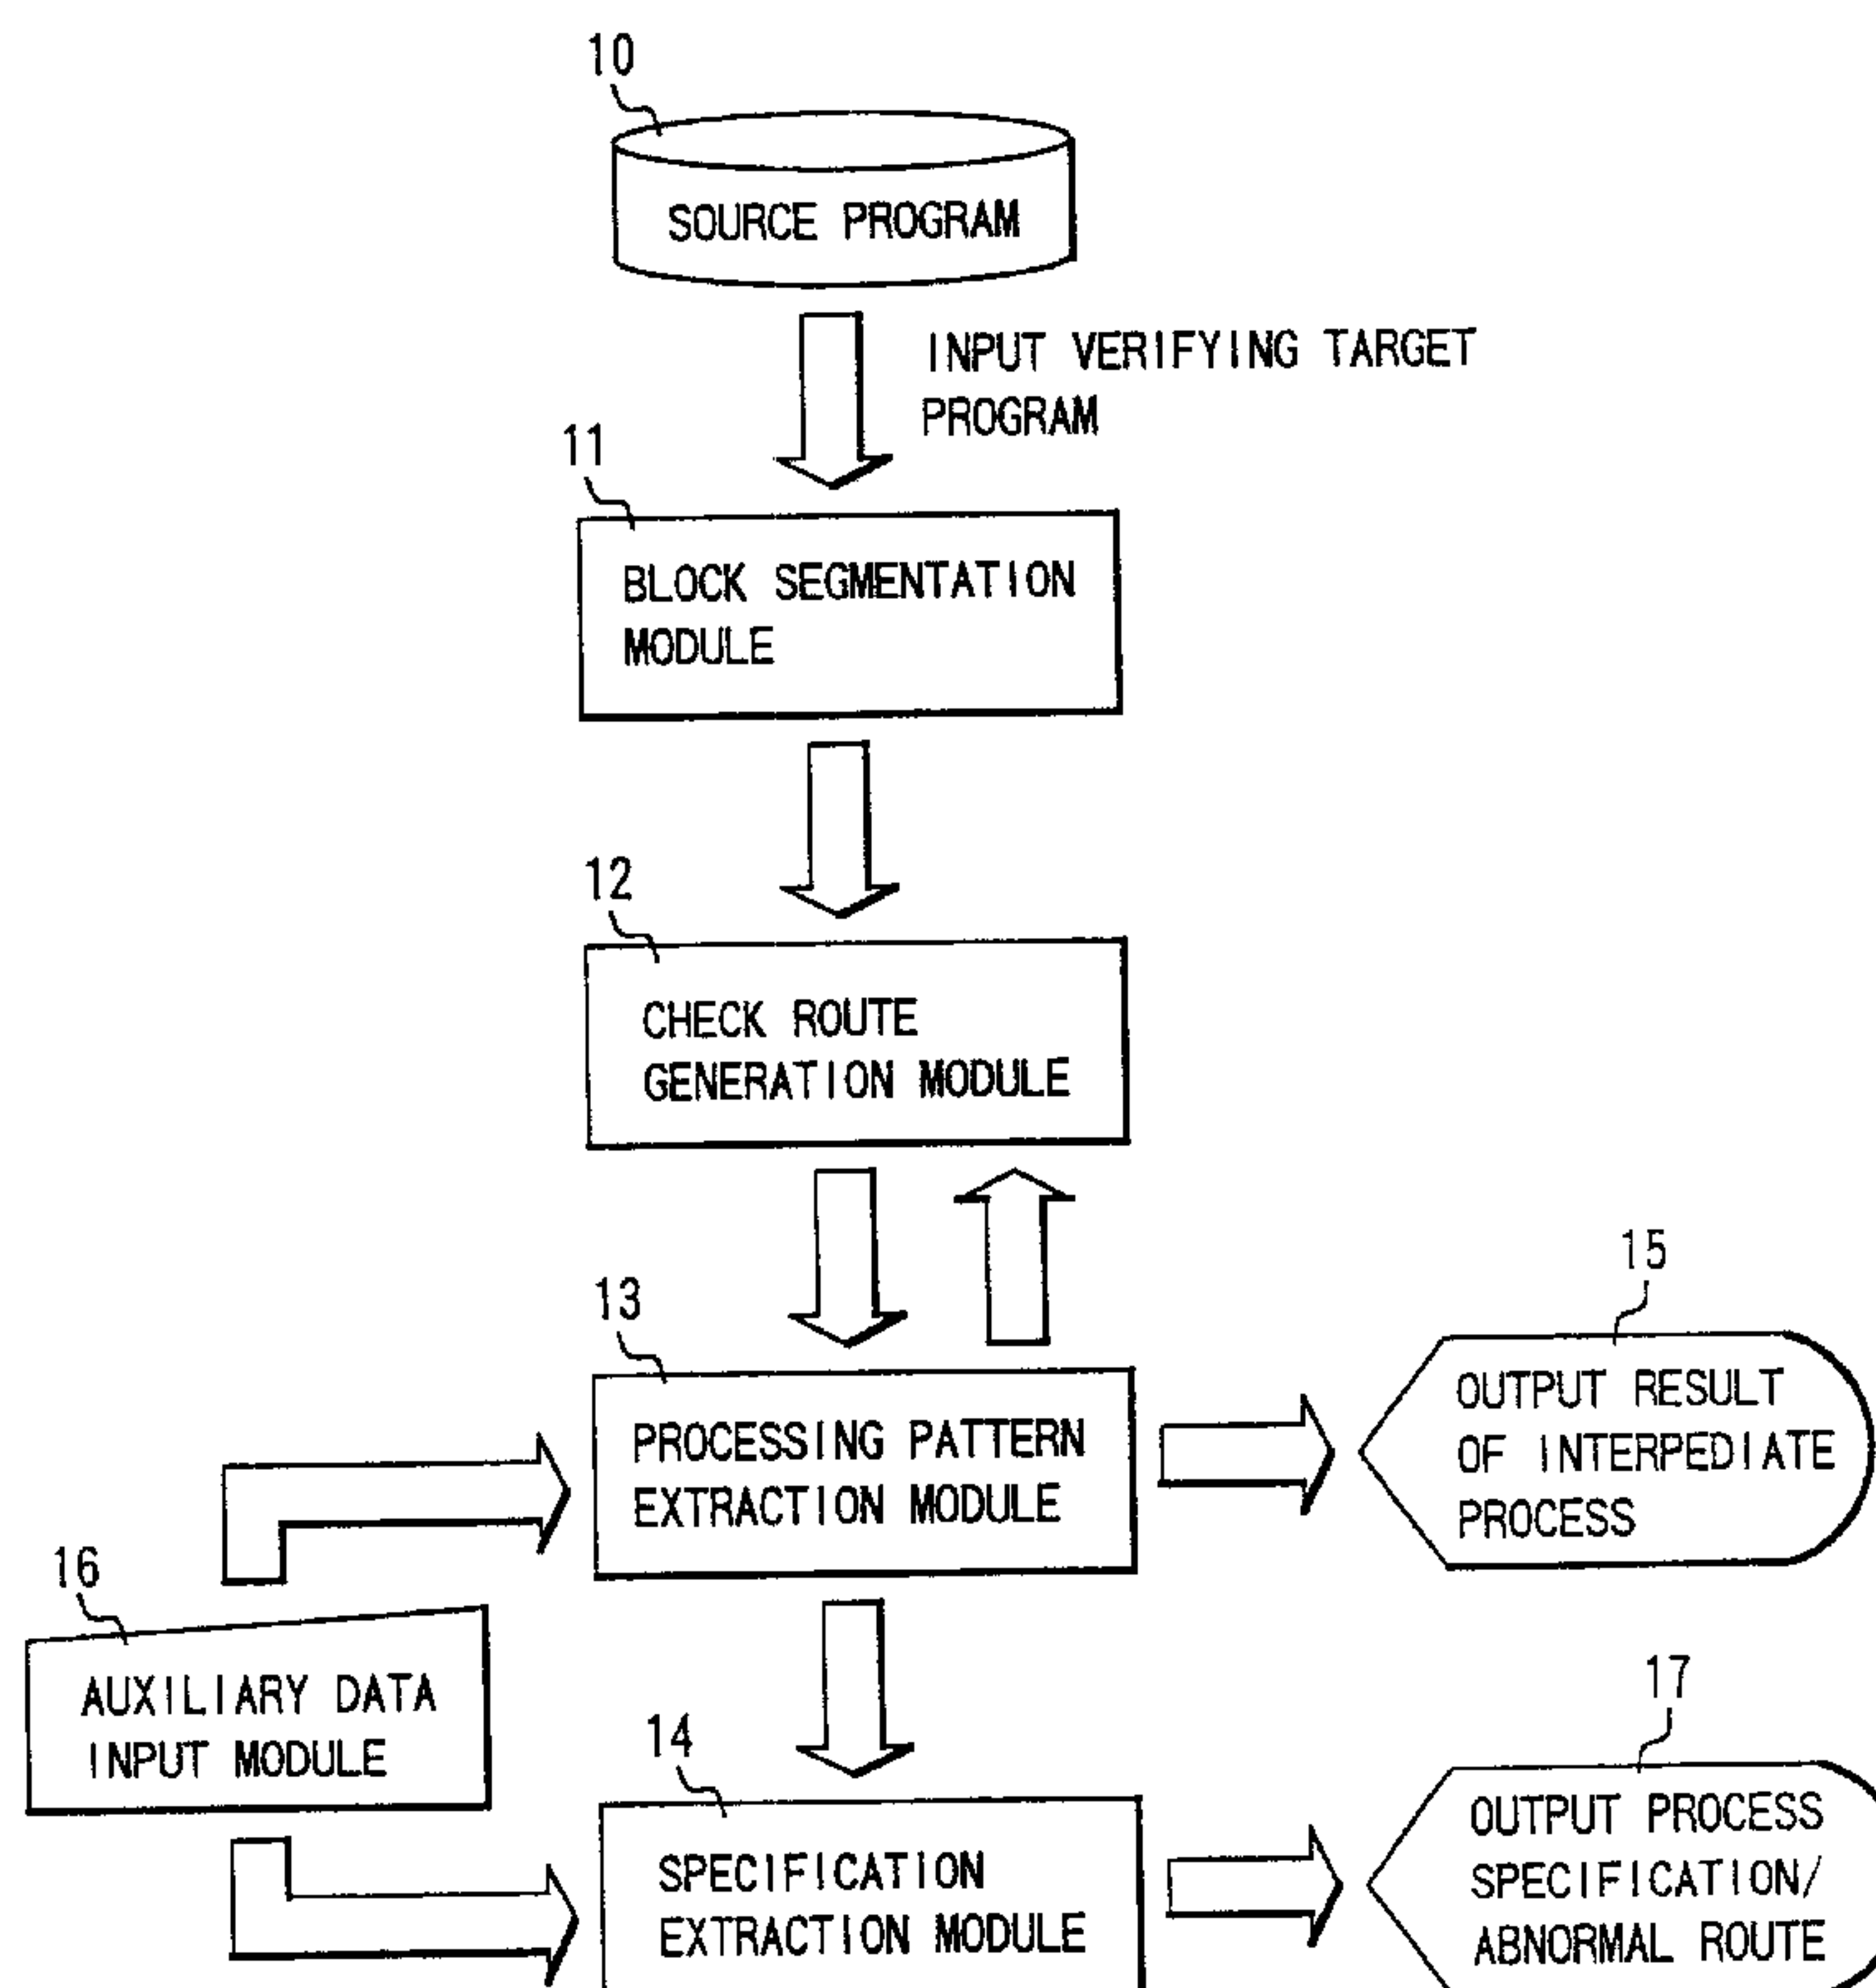 10
SOURCE PROGRAM
INPUT VERIFYING TARGET
PROGRAM
11
BLOCK SEGMENTATION
MODULE
12
CHECK ROUTE
GENERATION MODULE
13
PROCESSING PATTERN
EXTRACTION MODULE
15
OUTPUT RESULT
OF INTERPEDIATE
PROCESS
16
AUXILIARY DATA
INPUT MODULE
14
SPECIFICATION
EXTRACTION MODULE
17
OUTPUT PROCESS
SPECIFICATION/
ABNORMAL ROUTE